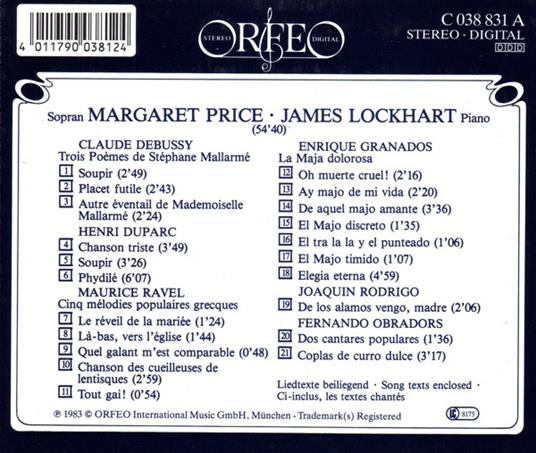 4 011790 038124
STEREO ORFEO DIGITAL
C 038 831 A
STEREO · DIGITAL
DDD
Sopran MARGARET PRICE · JAMES LOCKHART Piano
(54'40)
CLAUDE DEBUSSY
Trois Poèmes de Stéphane Mallarmé
1 Soupir (2'49)
2 Placet futile (2'43)
3 Autre éventail de Mademoiselle
Mallarmé (2'24)
HENRI DUPARC
4 Chanson triste (3'49)
5 Soupir (3'26)
6 Phydilé (6'07)
MAURICE RAVEL
Cinq mélodies populaires grecques
7 Le réveil de la mariée (1'24)
8 Là-bas, vers l'église (1'44)
9 Quel galant m'est comparable (0'48)
10 Chanson des cueilleuses de
lentisques (2'59)
11 Tout gai! (0'54)
ENRIQUE GRANADOS
La Maja dolorosa
12 Oh muerte cruel! (2'16)
13 Ay majo de mi vida (2'20)
14 De aquel majo amante (3'36)
15 El Majo discreto (1'35)
16 El tra la la y el punteado (1'06)
17 El Majo timido (1'07)
18 Elegia eterna (4'59)
JOAQUIN RODRIGO
19 De los alamos vengo, madre (2'06)
FERNANDO OBRADORS
20 Dos cantares populares (1'36)
21 Coplas de curro dulce (3'17)
Liedtexte beiliegend · Song texts enclosed ·
Ci-inclus, les textes chantés
℗ 1983 © ORFEO International Music GmbH, München · Trademark(s) Registered
LC 8175